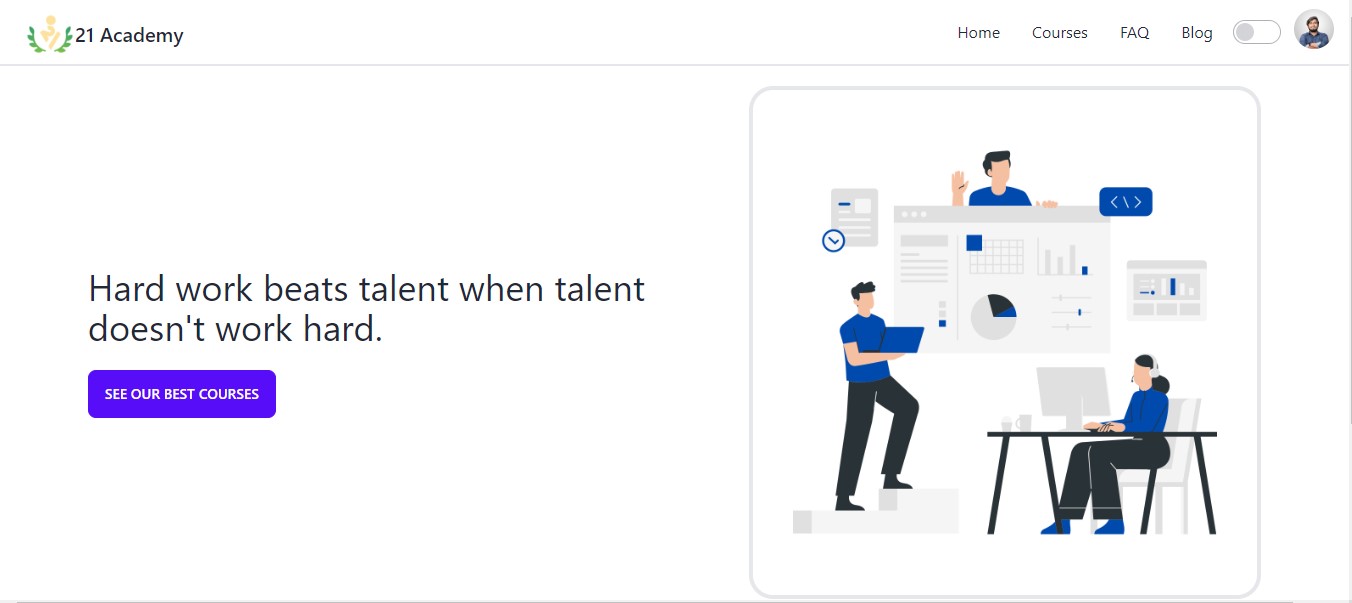 21 Academy
Home Courses FAQ Blog
Hard work beats talent when talent
doesn't work hard.
SEE OUR BEST COURSES
<\>